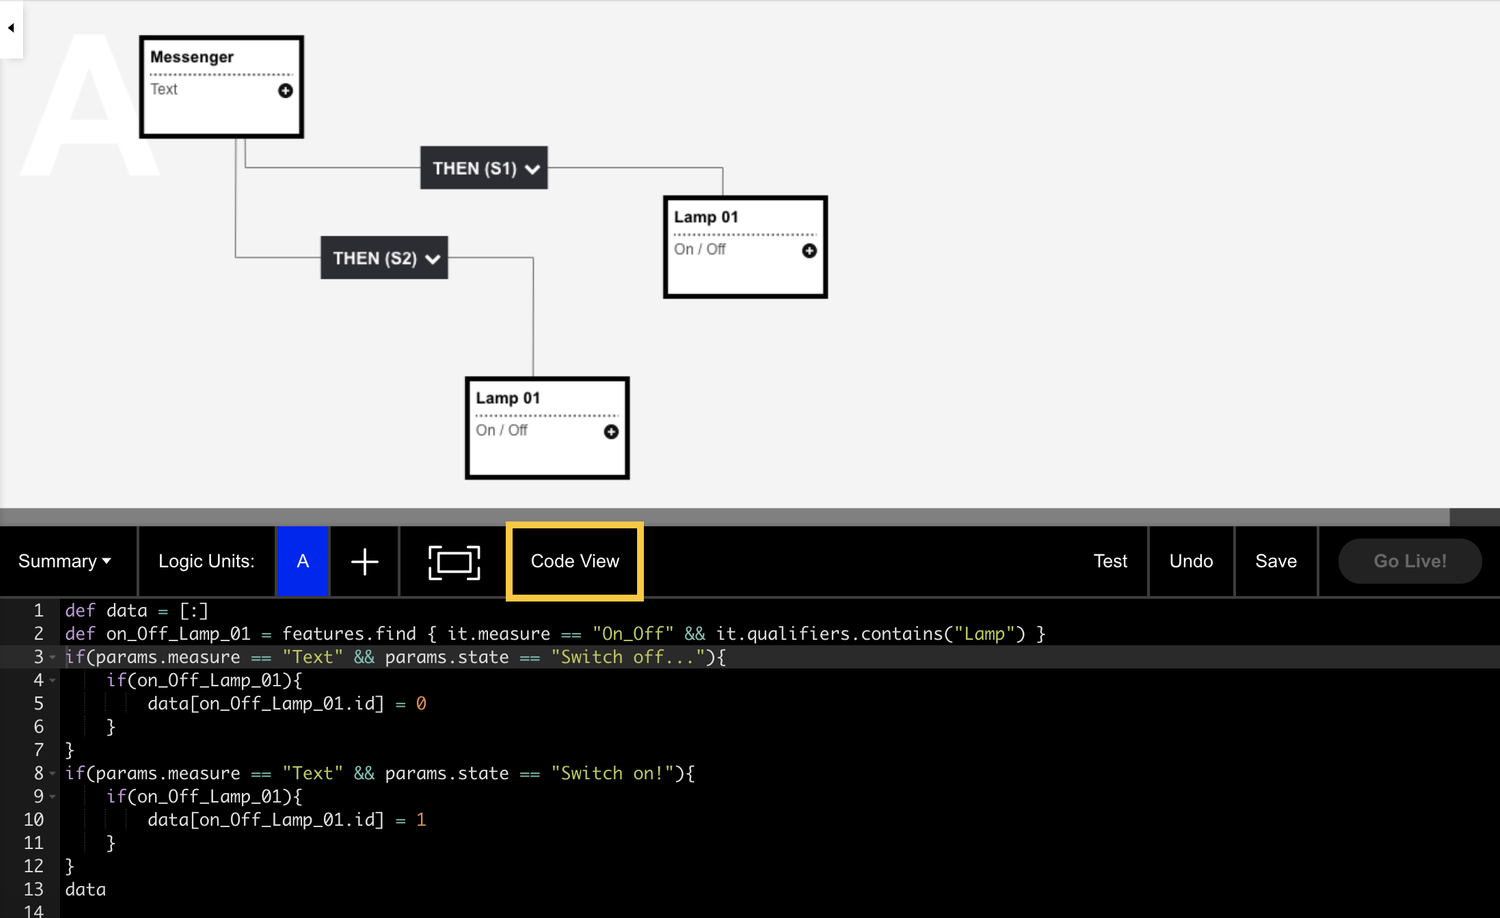 A
Messenger
Text
THEN (S1)
Lamp 01
On / Off
THEN (S2)
Lamp 01
On / Off
Summary
Logic Units:
A
Code View
Test
Undo
Save
Go Live!
1 def data = [:]
2 def on_Off_Lamp_01 = features.find { it.measure == "On_Off" && it.qualifiers.contains("Lamp") }
3 if(params.measure == "Text" && params.state == "Switch off..."){
4 if(on_Off_Lamp_01){
5 data[on_Off_Lamp_01.id] = 0
6 }
7 }
8 if(params.measure == "Text" && params.state == "Switch on!"){
9 if(on_Off_Lamp_01){
10 data[on_Off_Lamp_01.id] = 1
11 }
12 }
13 data
14